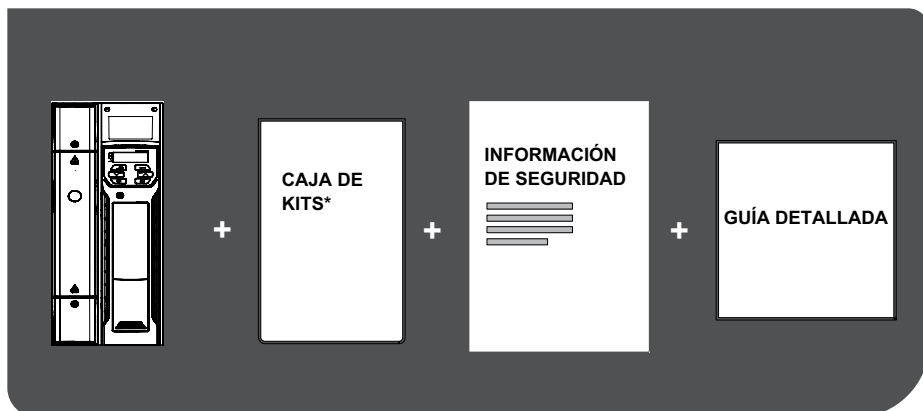 CAJA DE
KITS*
INFORMACIÓN
DE SEGURIDAD
GUÍA DETALLADA
+
+
+